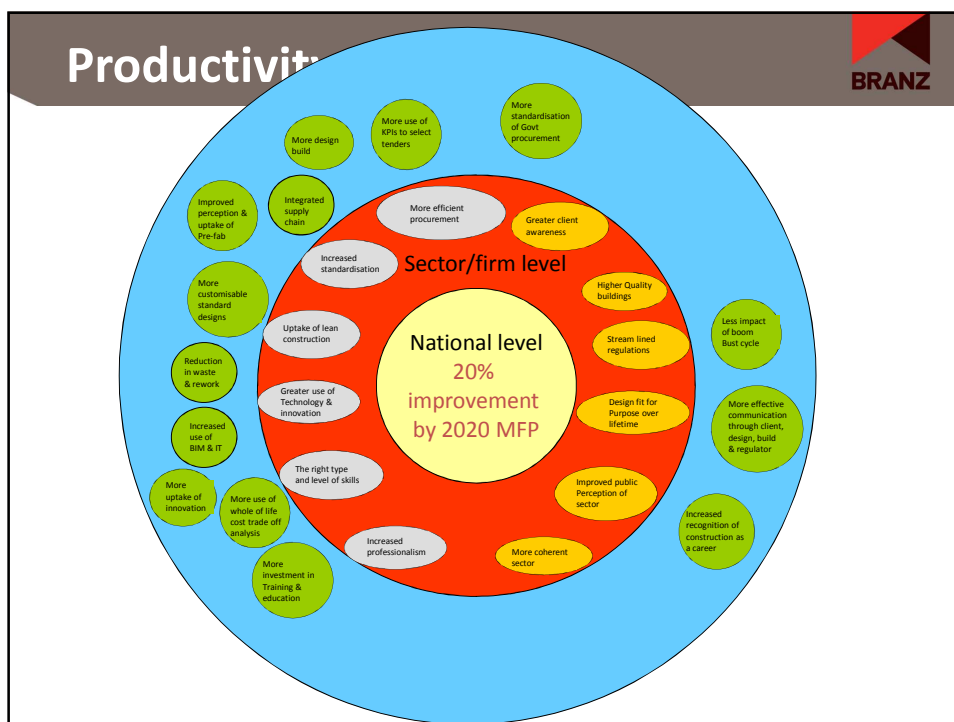 Productivity
BRANZ
More
standardisation
of Govt
procurement
More use of
KPIs to select
tenders
More design
build
Integrated
supply
chain
Improved
perception &
uptake of
Pre-fab
More
customisable
standard
designs
Reduction
in waste
& rework
Increased
use of
BIM & IT
More
uptake of
innovation
More use of
whole of life
cost trade off
analysis
More
investment in
Training &
education
More efficient
procurement
Increased
standardisation
Uptake of lean
construction
Greater use of
Technology &
innovation
The right type
and level of skills
Increased
professionalism
Sector/firm level
National level
20%
improvement
by 2020 MFP
Greater client
awareness
Higher Quality
buildings
Stream lined
regulations
Design fit for
Purpose over
lifetime
Improved public
Perception of
sector
More coherent
sector
Less impact
of boom
Bust cycle
More effective
communication
through client,
design, build
& regulator
Increased
recognition of
construction as
a career